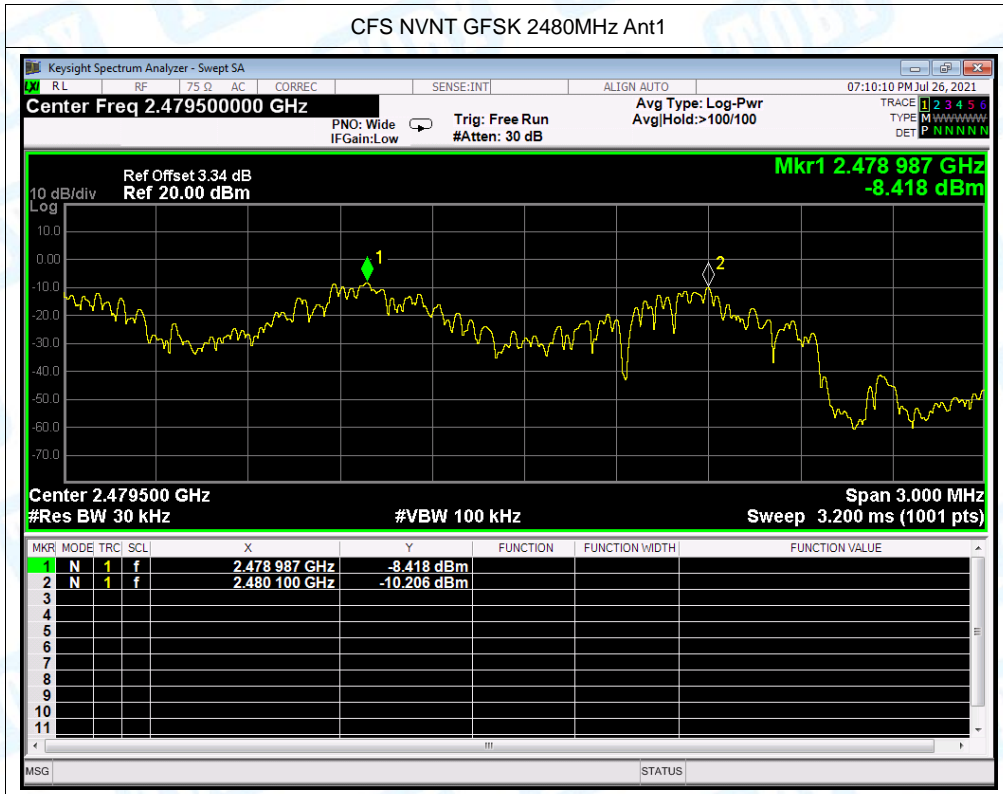 CFS NVNT GFSK 2480MHz Ant1
Keysight Spectrum Analyzer - Swept SA
LXI RL RF 75 Ω AC CORREC SENSE:INT ALIGN AUTO 07:10:10 PM Jul 26, 2021
Center Freq 2.479500000 GHz Avg Type: Log-Pwr TRACE 1 2 3 4 5 6
PNO: Wide Trig: Free Run Avg|Hold:>100/100 TYPE M WWWWW
IFGain:Low #Atten: 30 dB DET P N N N N N
Mkr1 2.478 987 GHz
Ref Offset 3.34 dB
10 dB/div Ref 20.00 dBm -8.418 dBm
Log
10.0
0.00
-10.0
-20.0
-30.0
-40.0
-50.0
-60.0
-70.0
1
2
Center 2.479500 GHz Span 3.000 MHz
#Res BW 30 kHz #VBW 100 kHz Sweep 3.200 ms (1001 pts)
MKR MODE TRC SCL X Y FUNCTION FUNCTION WIDTH FUNCTION VALUE
1 N 1 f 2.478 987 GHz -8.418 dBm
2 N 1 f 2.480 100 GHz -10.206 dBm
3
4
5
6
7
8
9
10
11
MSG STATUS